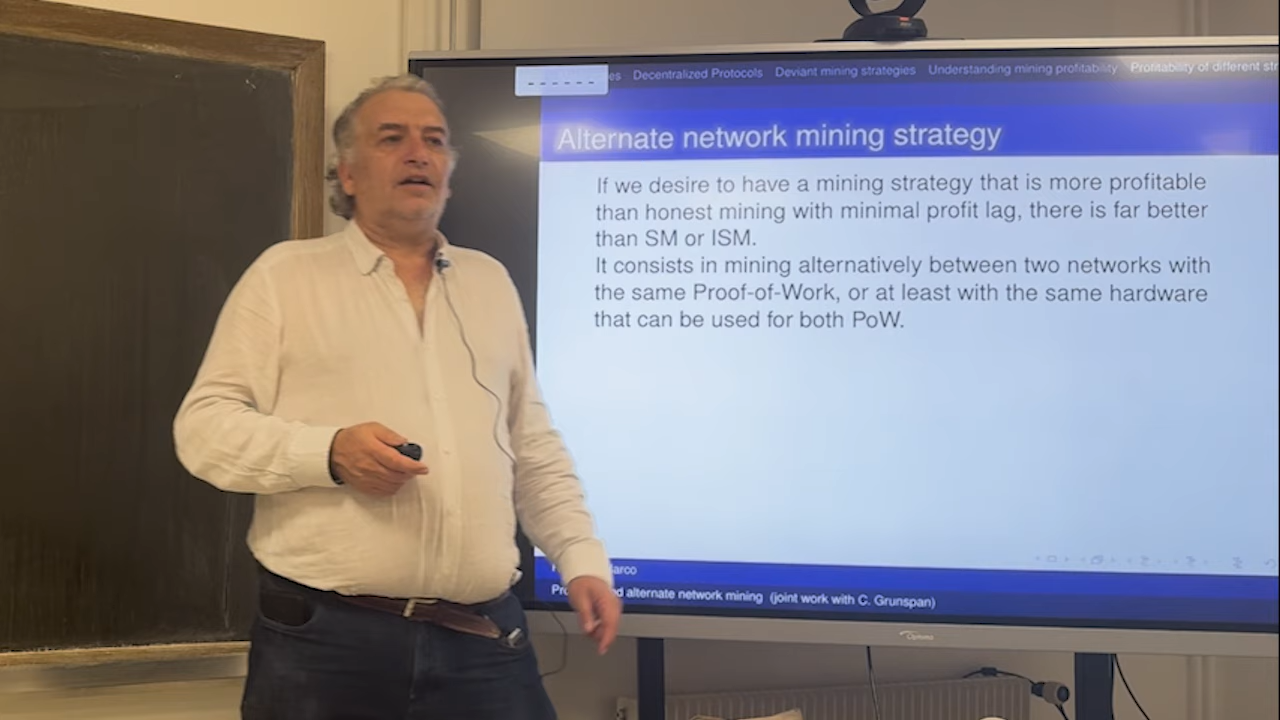 Decentralized Protocols Deviant mining strategies Understanding mining profitability Profitability of different
Alternate network mining strategy
If we desire to have a mining strategy that is more profitable
than honest mining with minimal profit lag, there is far better
than SM or ISM.
It consists in mining alternatively between two networks with
the same Proof-of-Work, or at least with the same hardware
that can be used for both PoW.
alternate network mining (joint work with C. Grunspan)
Optoma